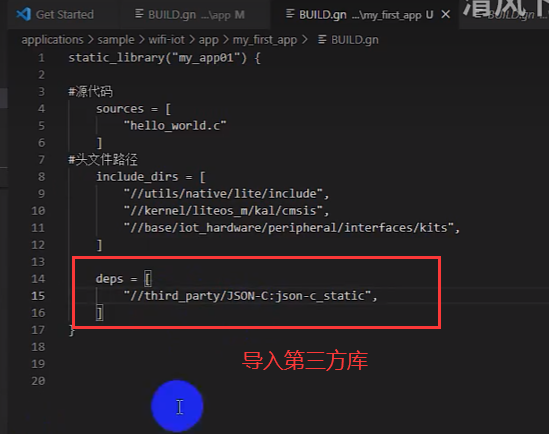 Get Started
BUILD.gn ...\app M
BUILD.gn ...\my_first_app U
清风下
BUILD.gn
applications > sample > wifi-iot > app > my_first_app > BUILD.gn
1 static_library("my_app01") {
2
3 #源代码
4 sources = [
5 "hello_world.c"
6 ]
7 #头文件路径
8 include_dirs = [
9 "//utils/native/lite/include",
10 "//kernel/liteos_m/kal/cmsis",
11 "//base/iot_hardware/peripheral/interfaces/kits",
12 ]
13
14 deps = [
15 "//third_party/JSON-C:json-c_static",
16 ]
17 }
18
19
20
导入第三方库